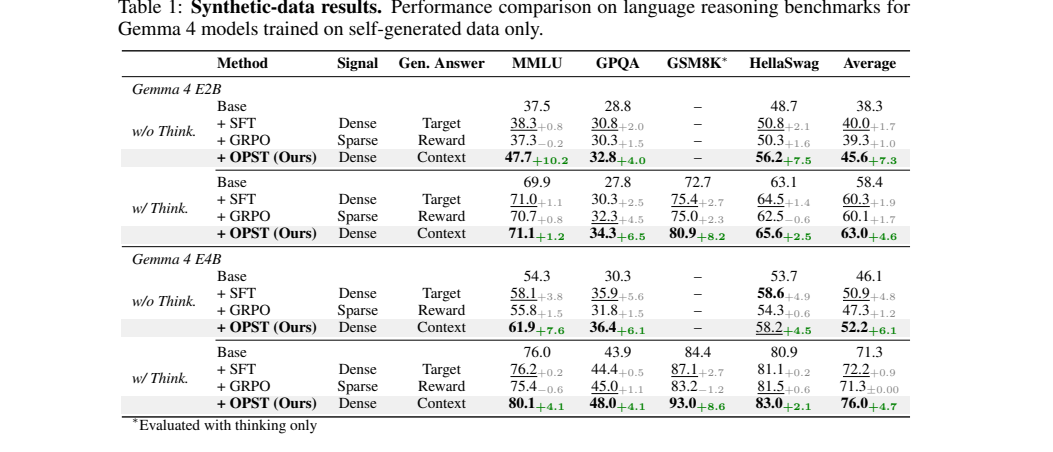 Table 1: Synthetic-data results. Performance comparison on language reasoning benchmarks for
Gemma 4 models trained on self-generated data only.
Method Signal Gen. Answer MMLU GPQA GSM8K* HellaSwag Average
Gemma 4 E2B
w/o Think.
Base 37.5 28.8 – 48.7 38.3
+ SFT Dense Target 38.3+0.8 30.8+2.0 – 50.8+2.1 40.0+1.7
+ GRPO Sparse Reward 37.3−0.2 30.3+1.5 – 50.3+1.6 39.3+1.0
+ OPST (Ours) Dense Context 47.7+10.2 32.8+4.0 – 56.2+7.5 45.6+7.3
w/ Think.
Base 69.9 27.8 72.7 63.1 58.4
+ SFT Dense Target 71.0+1.1 30.3+2.5 75.4+2.7 64.5+1.4 60.3+1.9
+ GRPO Sparse Reward 70.7+0.8 32.3+4.5 75.0+2.3 62.5−0.6 60.1+1.7
+ OPST (Ours) Dense Context 71.1+1.2 34.3+6.5 80.9+8.2 65.6+2.5 63.0+4.6
Gemma 4 E4B
w/o Think.
Base 54.3 30.3 – 53.7 46.1
+ SFT Dense Target 58.1+3.8 35.9+5.6 – 58.6+4.9 50.9+4.8
+ GRPO Sparse Reward 55.8+1.5 31.8+1.5 – 54.3+0.6 47.3+1.2
+ OPST (Ours) Dense Context 61.9+7.6 36.4+6.1 – 58.2+4.5 52.2+6.1
w/ Think.
Base 76.0 43.9 84.4 80.9 71.3
+ SFT Dense Target 76.2+0.2 44.4+0.5 87.1+2.7 81.1+0.2 72.2+0.9
+ GRPO Sparse Reward 75.4−0.6 45.0+1.1 83.2−1.2 81.5+0.6 71.3±0.00
+ OPST (Ours) Dense Context 80.1+4.1 48.0+4.1 93.0+8.6 83.0+2.1 76.0+4.7
*Evaluated with thinking only